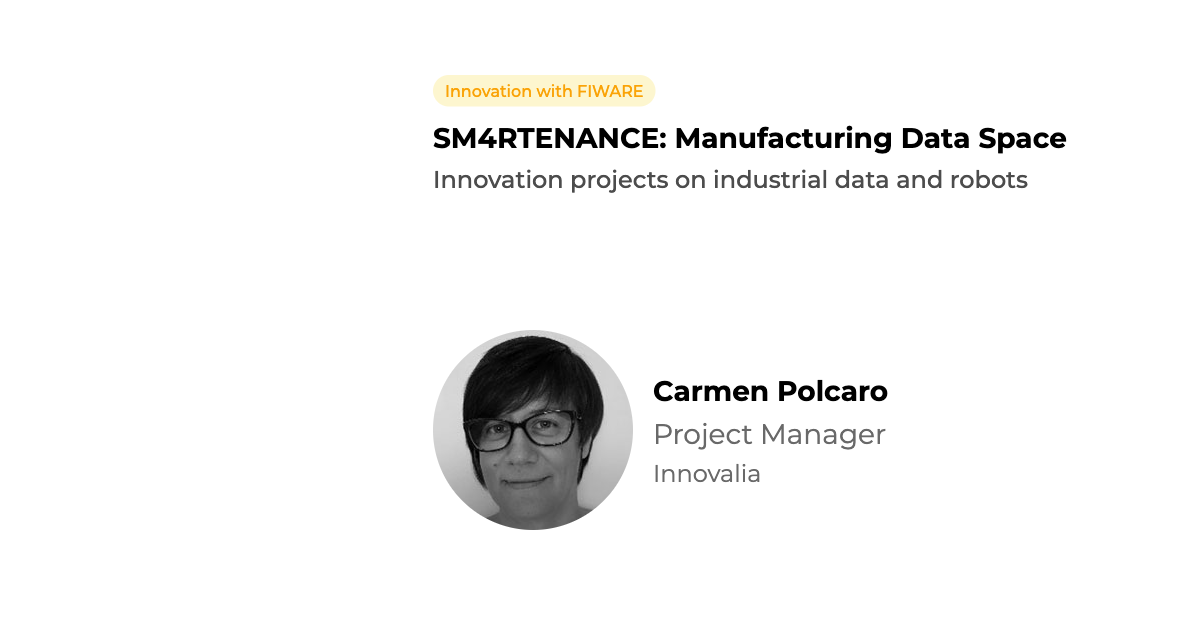 Innovation with FIWARE
SM4RTENANCE: Manufacturing Data Space
Innovation projects on industrial data and robots
Carmen Polcaro
Project Manager
Innovalia